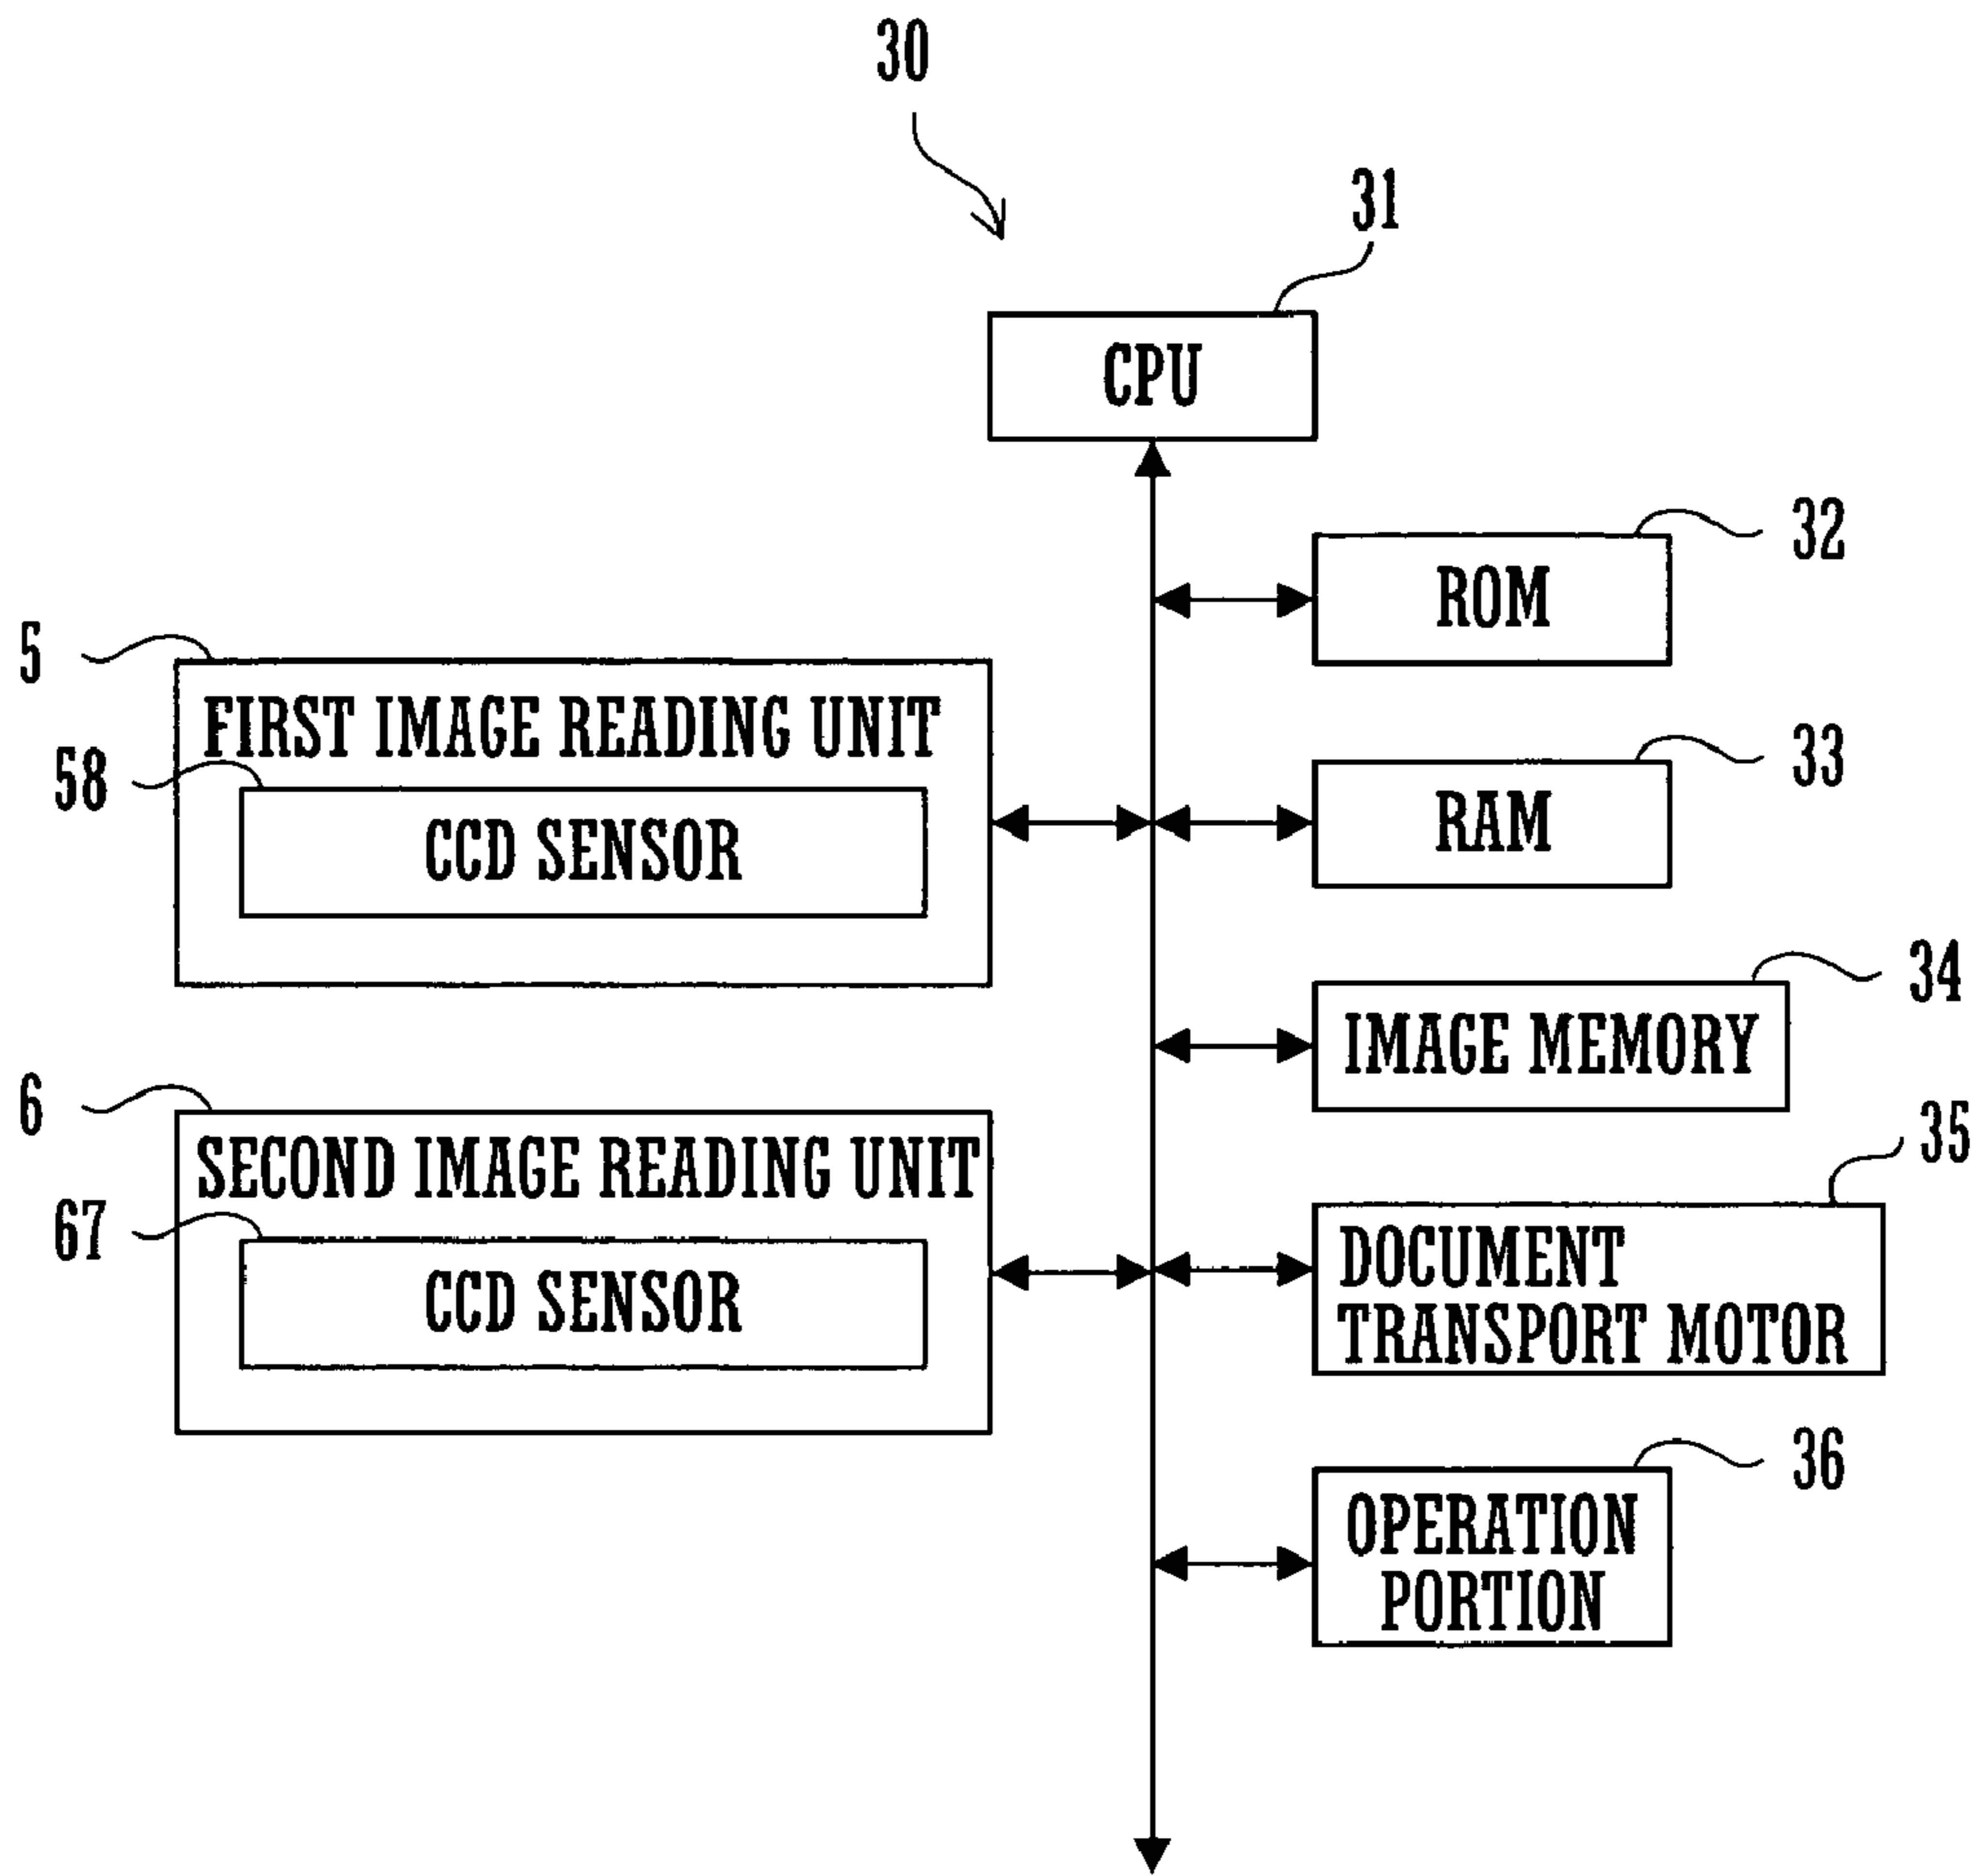 30
31
CPU
32
ROM
5
FIRST IMAGE READING UNIT
58
CCD SENSOR
33
RAM
34
IMAGE MEMORY
6
SECOND IMAGE READING UNIT
67
CCD SENSOR
35
DOCUMENT
TRANSPORT MOTOR
36
OPERATION
PORTION